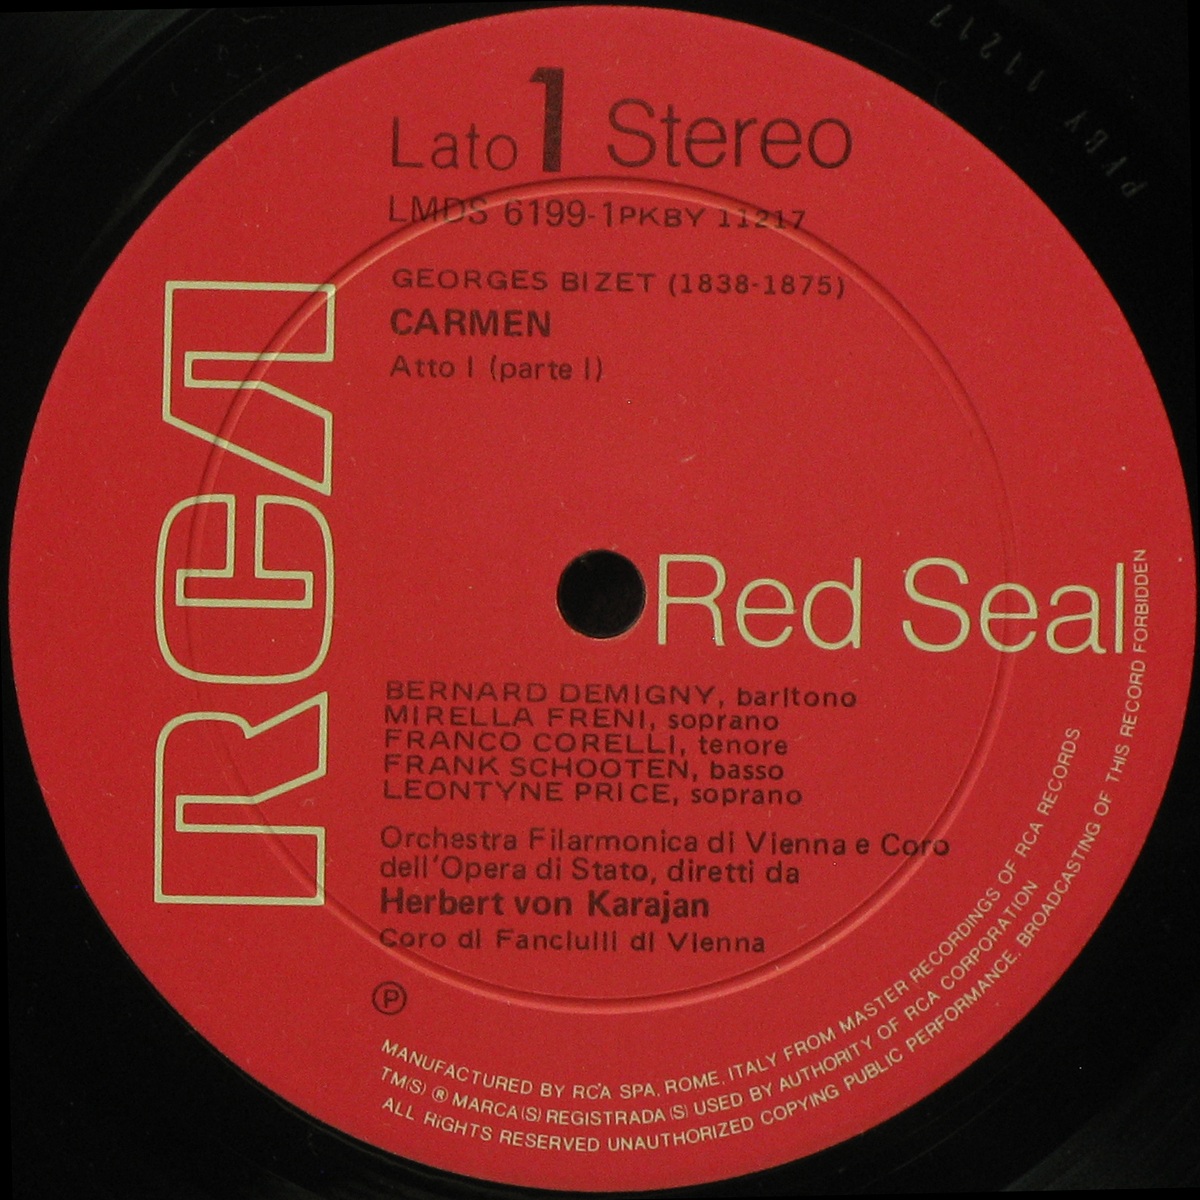 Lato 1 Stereo
LMDS 6199-1 PKBY 11217
GEORGES BIZET (1838-1875)
CARMEN
Atto I (parte I)
RCA
Red Seal
BERNARD DEMIGNY, baritono
MIRELLA FRENI, soprano
FRANCO CORELLI, tenore
FRANK SCHOOTEN, basso
LEONTYNE PRICE, soprano
Orchestra Filarmonica di Vienna e Coro
dell'Opera di Stato, diretti da
Herbert von Karajan
Coro di Fanciulli di Vienna
℗
MANUFACTURED BY RCA SPA, ROME, ITALY FROM MASTER RECORDINGS OF RCA RECORDS
TM(S) ® MARCA(S) REGISTRADA(S) USED BY AUTHORITY OF RCA CORPORATION
ALL RIGHTS RESERVED UNAUTHORIZED COPYING PUBLIC PERFORMANCE, BROADCASTING OF THIS RECORD FORBIDDEN
PKBY 11217